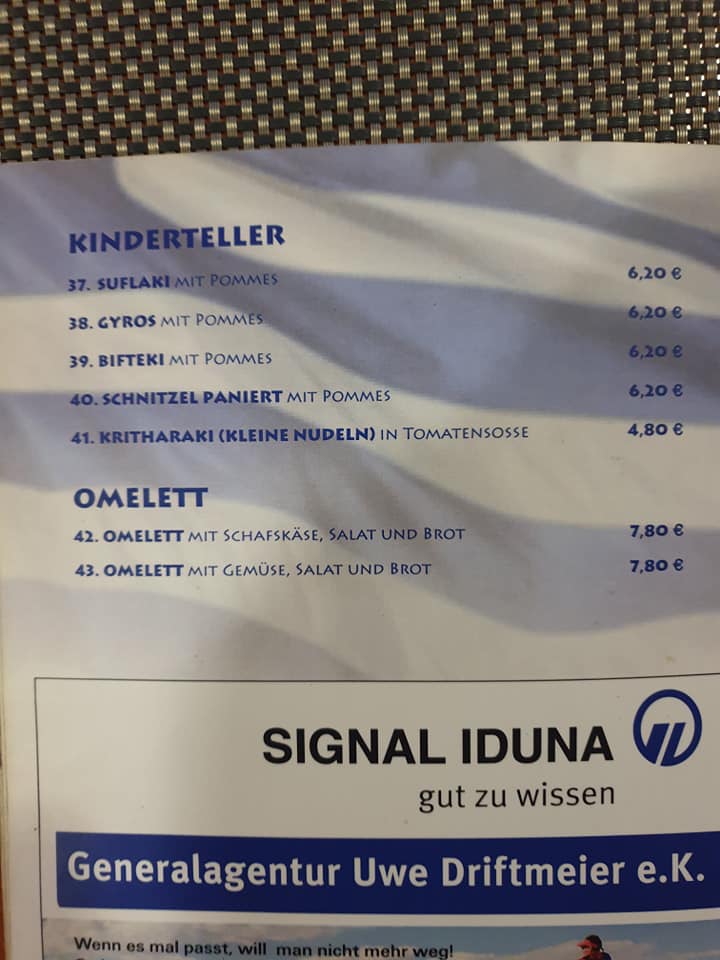 KINDERTELLER
37. SUFLAKI MIT POMMES 6,20 €
38. GYROS MIT POMMES 6,20 €
39. BIFTEKI MIT POMMES 6,20 €
40. SCHNITZEL PANIERT MIT POMMES 6,20 €
41. KRITHARAKI (KLEINE NUDELN) IN TOMATENSOSSE 4,80 €
OMELETT
42. OMELETT MIT SCHAFSKÄSE, SALAT UND BROT 7,80 €
43. OMELETT MIT GEMÜSE, SALAT UND BROT 7,80 €
SIGNAL IDUNA
gut zu wissen
Generalagentur Uwe Driftmeier e.K.
Wenn es mal passt, will man nicht mehr weg!